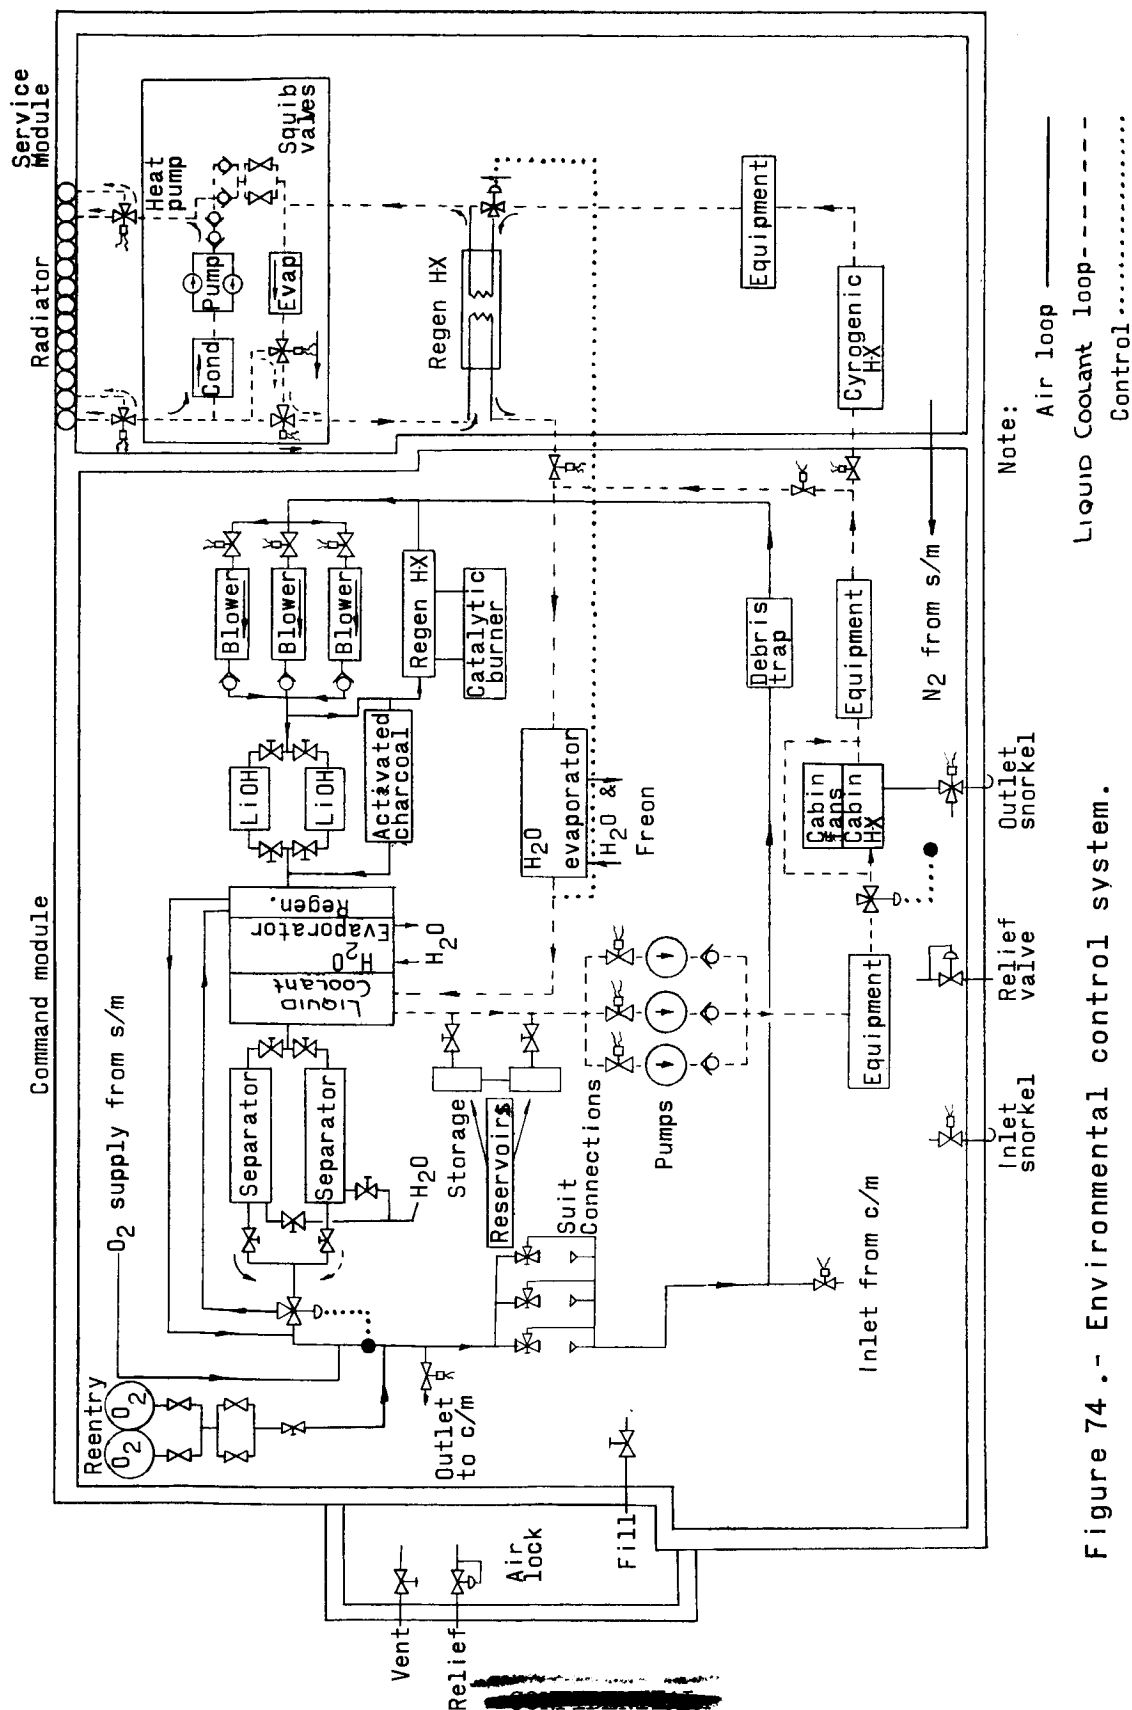 Command module
Service
Module
Radiator
Reentry
O2
O2
O2 supply from s/m
Heat
pump
Squib
valves
Cond
Pump
Evap
Separator
Separator
H2O
Liquid
Coolant
H2O
Evaporator
Regen.
H2O
LiOH
LiOH
Activated
charcoal
Blower
Blower
Blower
Regen HX
Catalytic
burner
Regen HX
Outlet
to c/m
Storage
Reservoirs
Suit
Connections
Pumps
H2O
evaporator
H2O &
Freon
Debris
trap
Equipment
Cyrogenic
HX
Inlet from c/m
Equipment
Cabin
fans
Cabin
HX
Equipment
N2 from s/m
Vent
Relief
Air
lock
Fill
Inlet
snorkel
Relief
valve
Outlet
snorkel
Note:
Air loop
LIQUID COOLANT loop
Control
Figure 74.- Environmental control system.